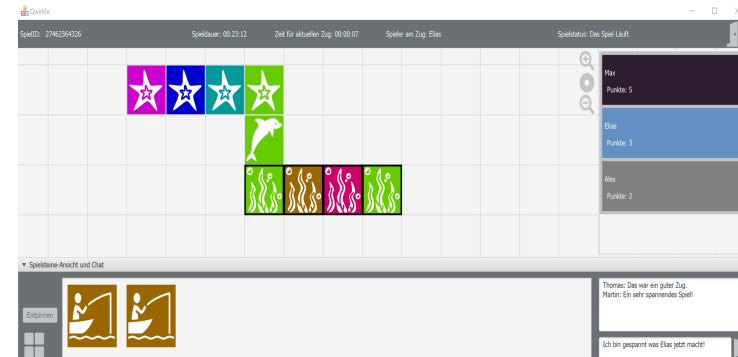 Qwirkle
SpielID: 27462364326 Spieldauer: 00:23:12 Zeit für aktuellen Zug: 00:00:07 Spieler am Zug: Elias Spielstatus: Das Spiel Läuft
Max
Punkte: 5
Elias
Punkte: 3
Alex
Punkte: 2
Spielsteine-Ansicht und Chat
Entpinnen
Thomas: Das war ein guter Zug.
Martin: Ein sehr spannendes Spiel!
Ich bin gespannt was Elias jetzt macht!